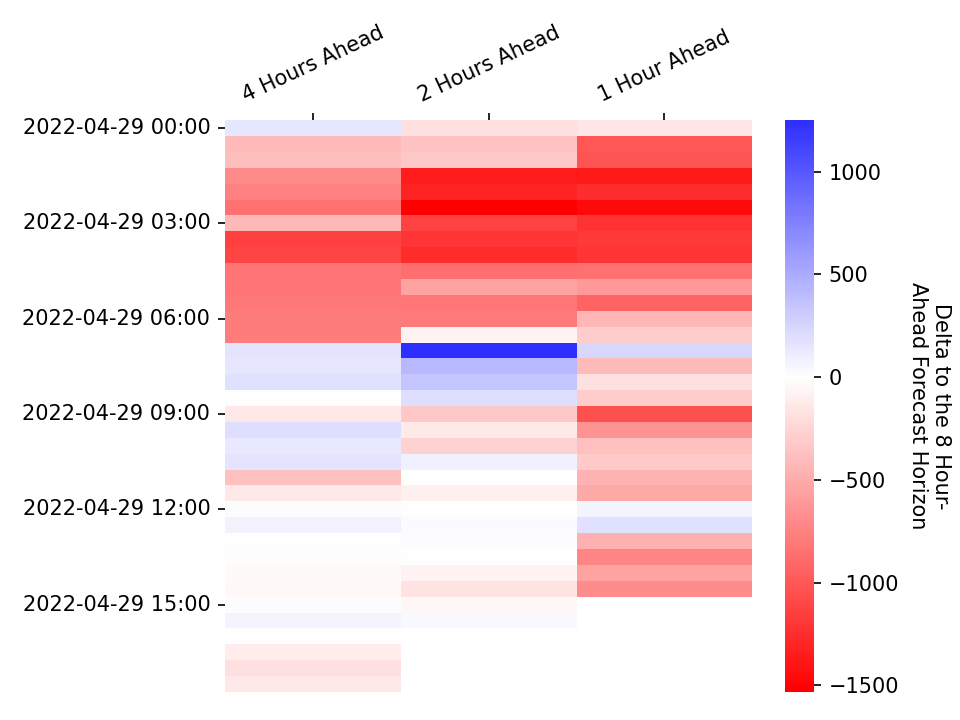 4 Hours Ahead
2 Hours Ahead
1 Hour Ahead
2022-04-29 00:00
2022-04-29 03:00
2022-04-29 06:00
2022-04-29 09:00
2022-04-29 12:00
2022-04-29 15:00
1000
500
0
−500
−1000
−1500
Delta to the 8 Hour-
Ahead Forecast Horizon